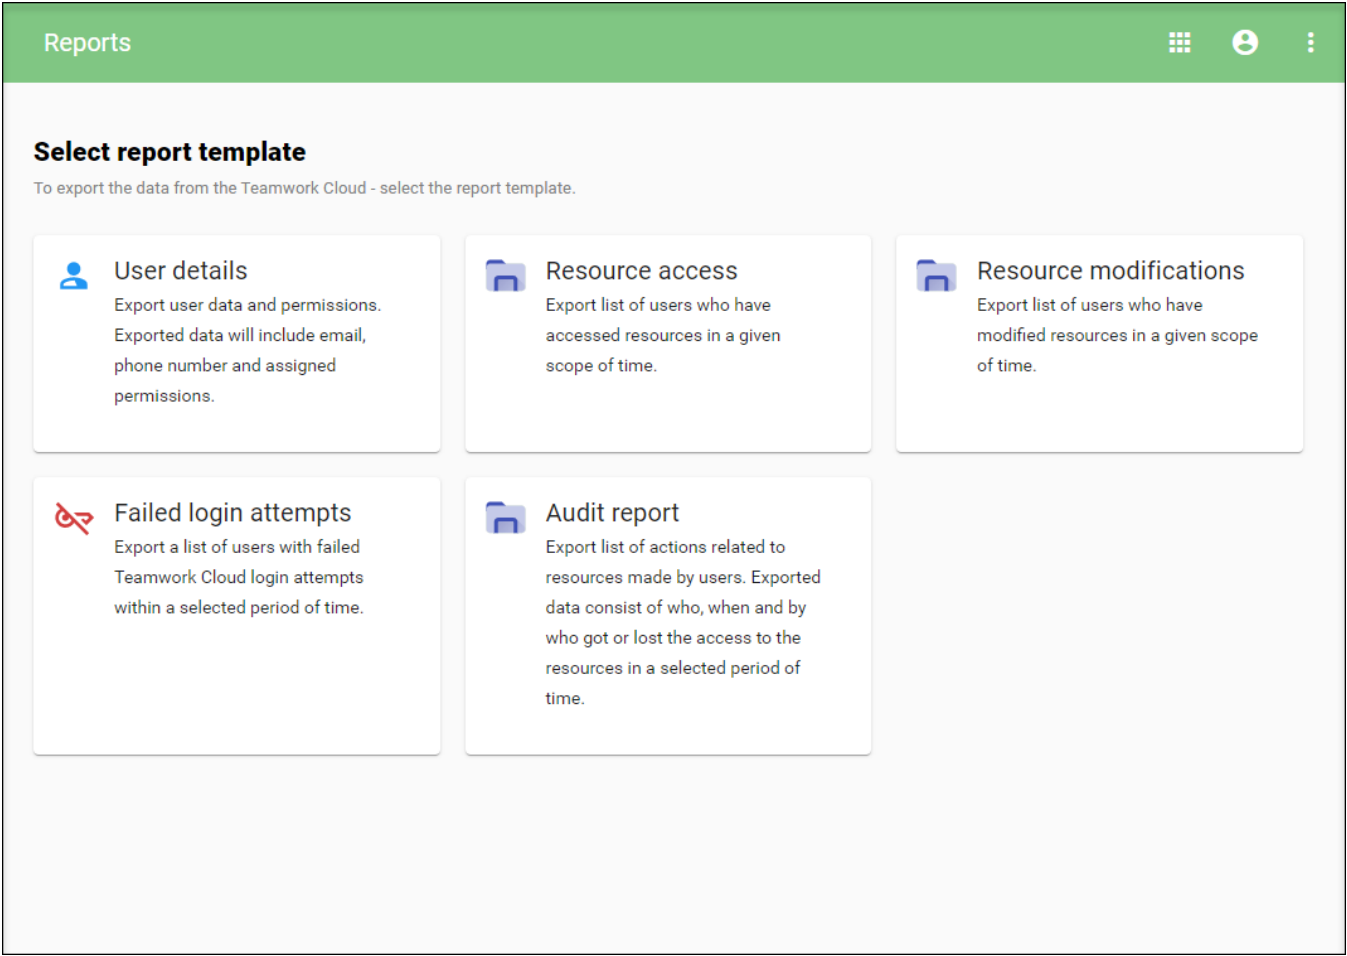 Reports
Select report template
To export the data from the Teamwork Cloud - select the report template.
User details
Export user data and permissions.
Exported data will include email,
phone number and assigned
permissions.
Resource access
Export list of users who have
accessed resources in a given
scope of time.
Resource modifications
Export list of users who have
modified resources in a given scope
of time.
Failed login attempts
Export a list of users with failed
Teamwork Cloud login attempts
within a selected period of time.
Audit report
Export list of actions related to
resources made by users. Exported
data consist of who, when and by
who got or lost the access to the
resources in a selected period of
time.